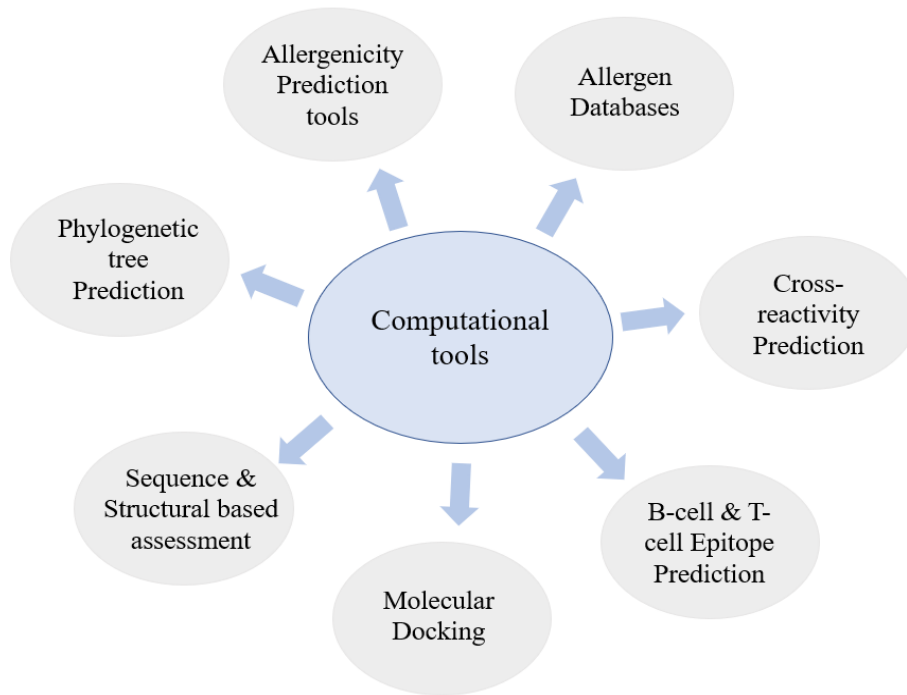 Allergenicity
Prediction
tools
Allergen
Databases
Phylogenetic
tree
Prediction
Cross-
reactivity
Prediction
Computational
tools
Sequence &
Structural based
assessment
B-cell & T-
cell Epitope
Prediction
Molecular
Docking